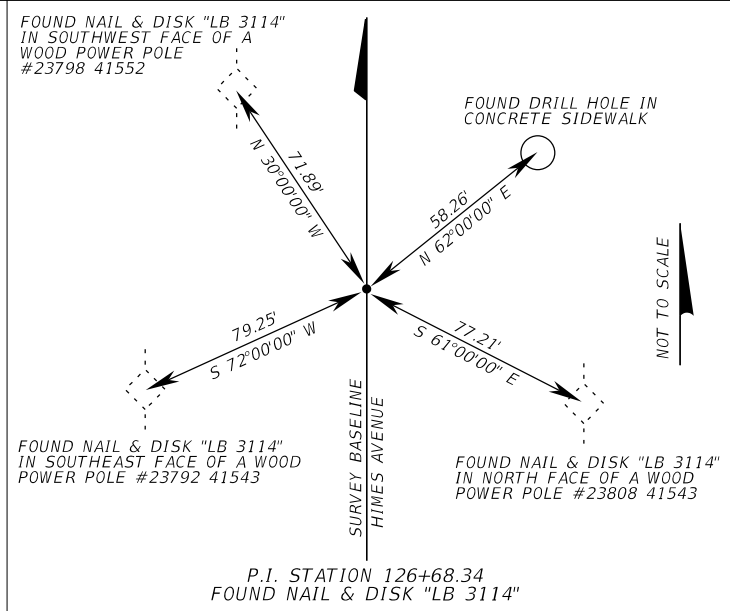 FOUND NAIL & DISK "LB 3114"
IN SOUTHWEST FACE OF A
WOOD POWER POLE
#23798 41552
FOUND DRILL HOLE IN
CONCRETE SIDEWALK
71.89'
N 30°00'00" W
58.26'
N 62°00'00" E
NOT TO SCALE
79.25'
S 72°00'00" W
77.21'
S 61°00'00" E
SURVEY BASELINE
HIMES AVENUE
FOUND NAIL & DISK "LB 3114"
IN SOUTHEAST FACE OF A WOOD
POWER POLE #23792 41543
FOUND NAIL & DISK "LB 3114"
IN NORTH FACE OF A WOOD
POWER POLE #23808 41543
P.I. STATION 126+68.34
FOUND NAIL & DISK "LB 3114"